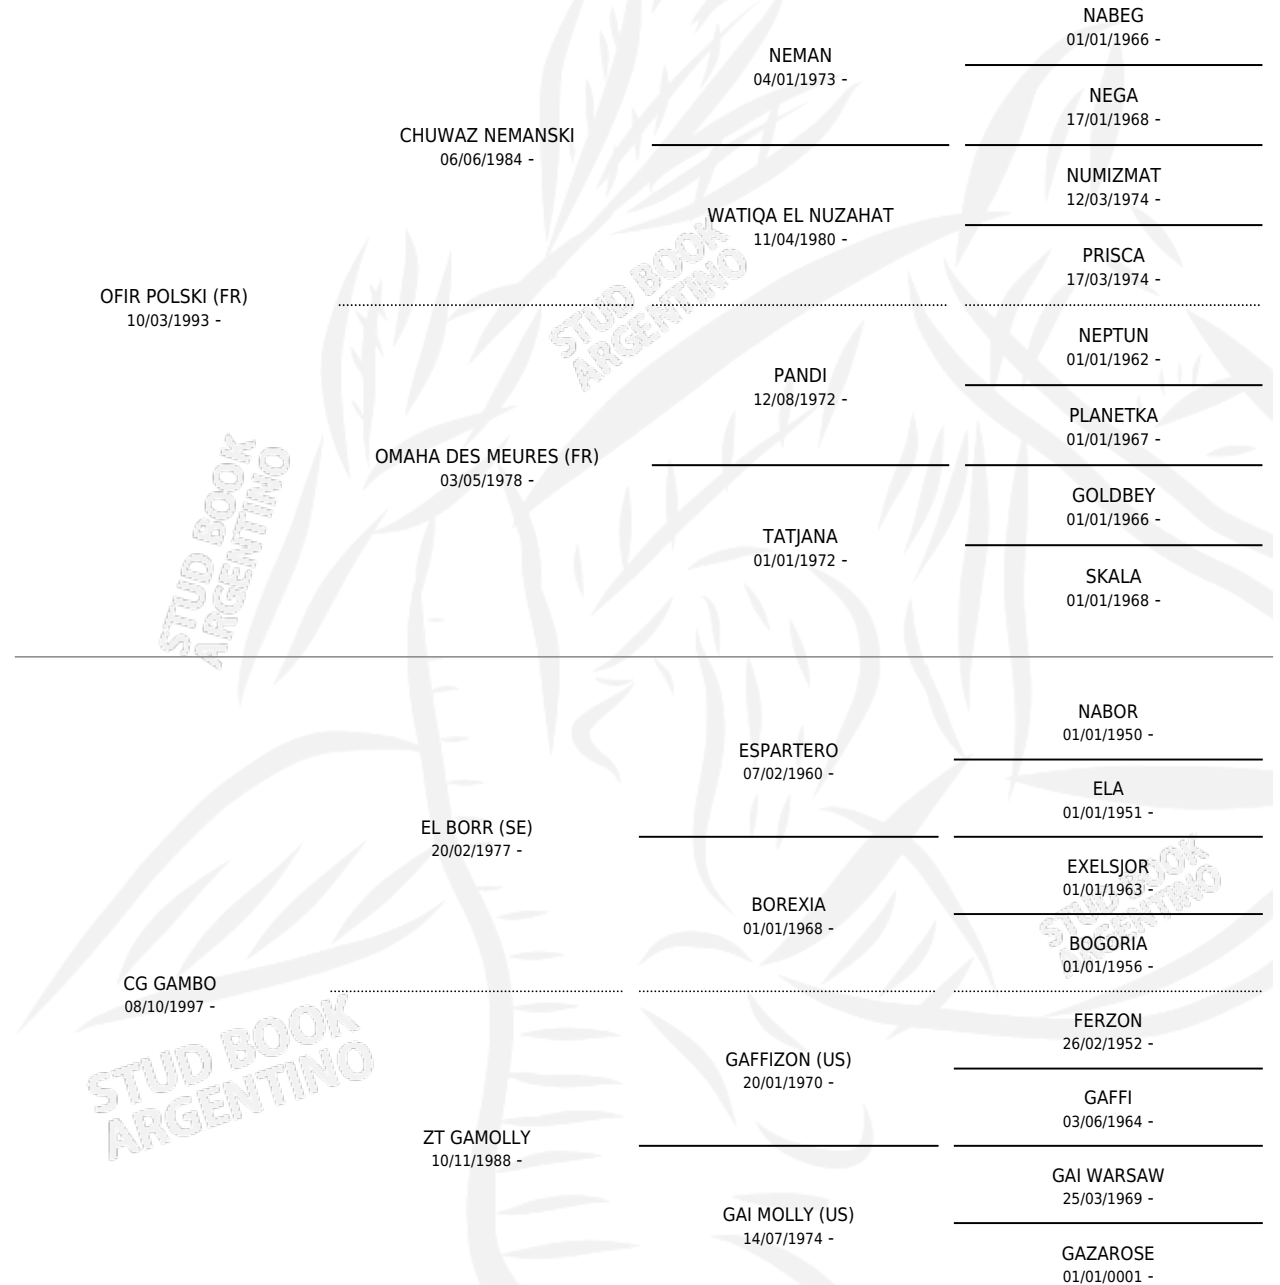 NABEG
01/01/1966 -
NEMAN
04/01/1973 -
NEGA
17/01/1968 -
CHUWAZ NEMANSKI
06/06/1984 -
NUMIZMAT
12/03/1974 -
WATIQA EL NUZAHAT
11/04/1980 -
PRISCA
17/03/1974 -
OFIR POLSKI (FR)
10/03/1993 -
NEPTUN
01/01/1962 -
PANDI
12/08/1972 -
PLANETKA
01/01/1967 -
OMAHA DES MEURES (FR)
03/05/1978 -
GOLDBEY
01/01/1966 -
TATJANA
01/01/1972 -
SKALA
01/01/1968 -
STUD BOOK
ARGENTINO
STUD BOOK
ARGENTINO
NABOR
01/01/1950 -
ESPARTERO
07/02/1960 -
ELA
01/01/1951 -
EL BORR (SE)
20/02/1977 -
EXELSJOR
01/01/1963 -
BOREXIA
01/01/1968 -
BOGORIA
01/01/1956 -
STUD BOOK
ARGENTINO
CG GAMBO
08/10/1997 -
FERZON
26/02/1952 -
GAFFIZON (US)
20/01/1970 -
GAFFI
03/06/1964 -
STUD BOOK
ARGENTINO
ZT GAMOLLY
10/11/1988 -
GAI WARSAW
25/03/1969 -
GAI MOLLY (US)
14/07/1974 -
GAZAROSE
01/01/0001 -